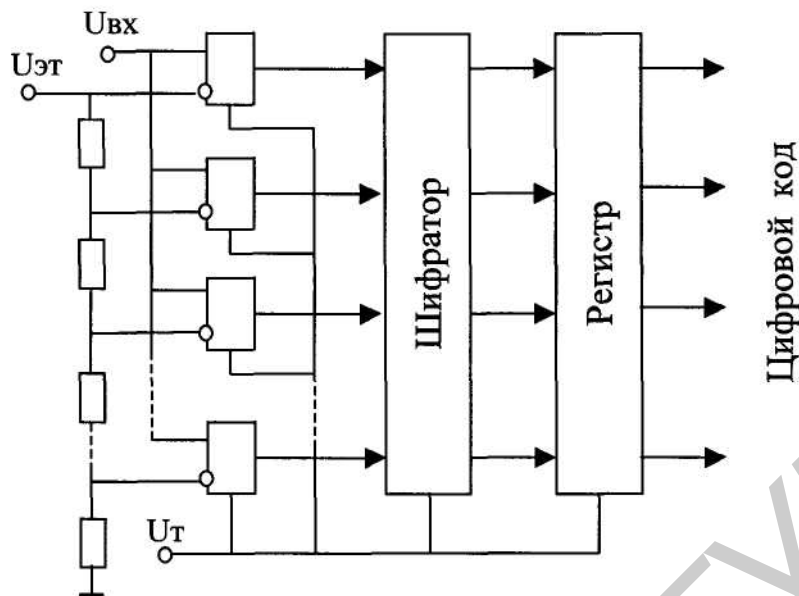 Uвх
Uэт
Шифратор
Регистр
Цифровой код
Uт